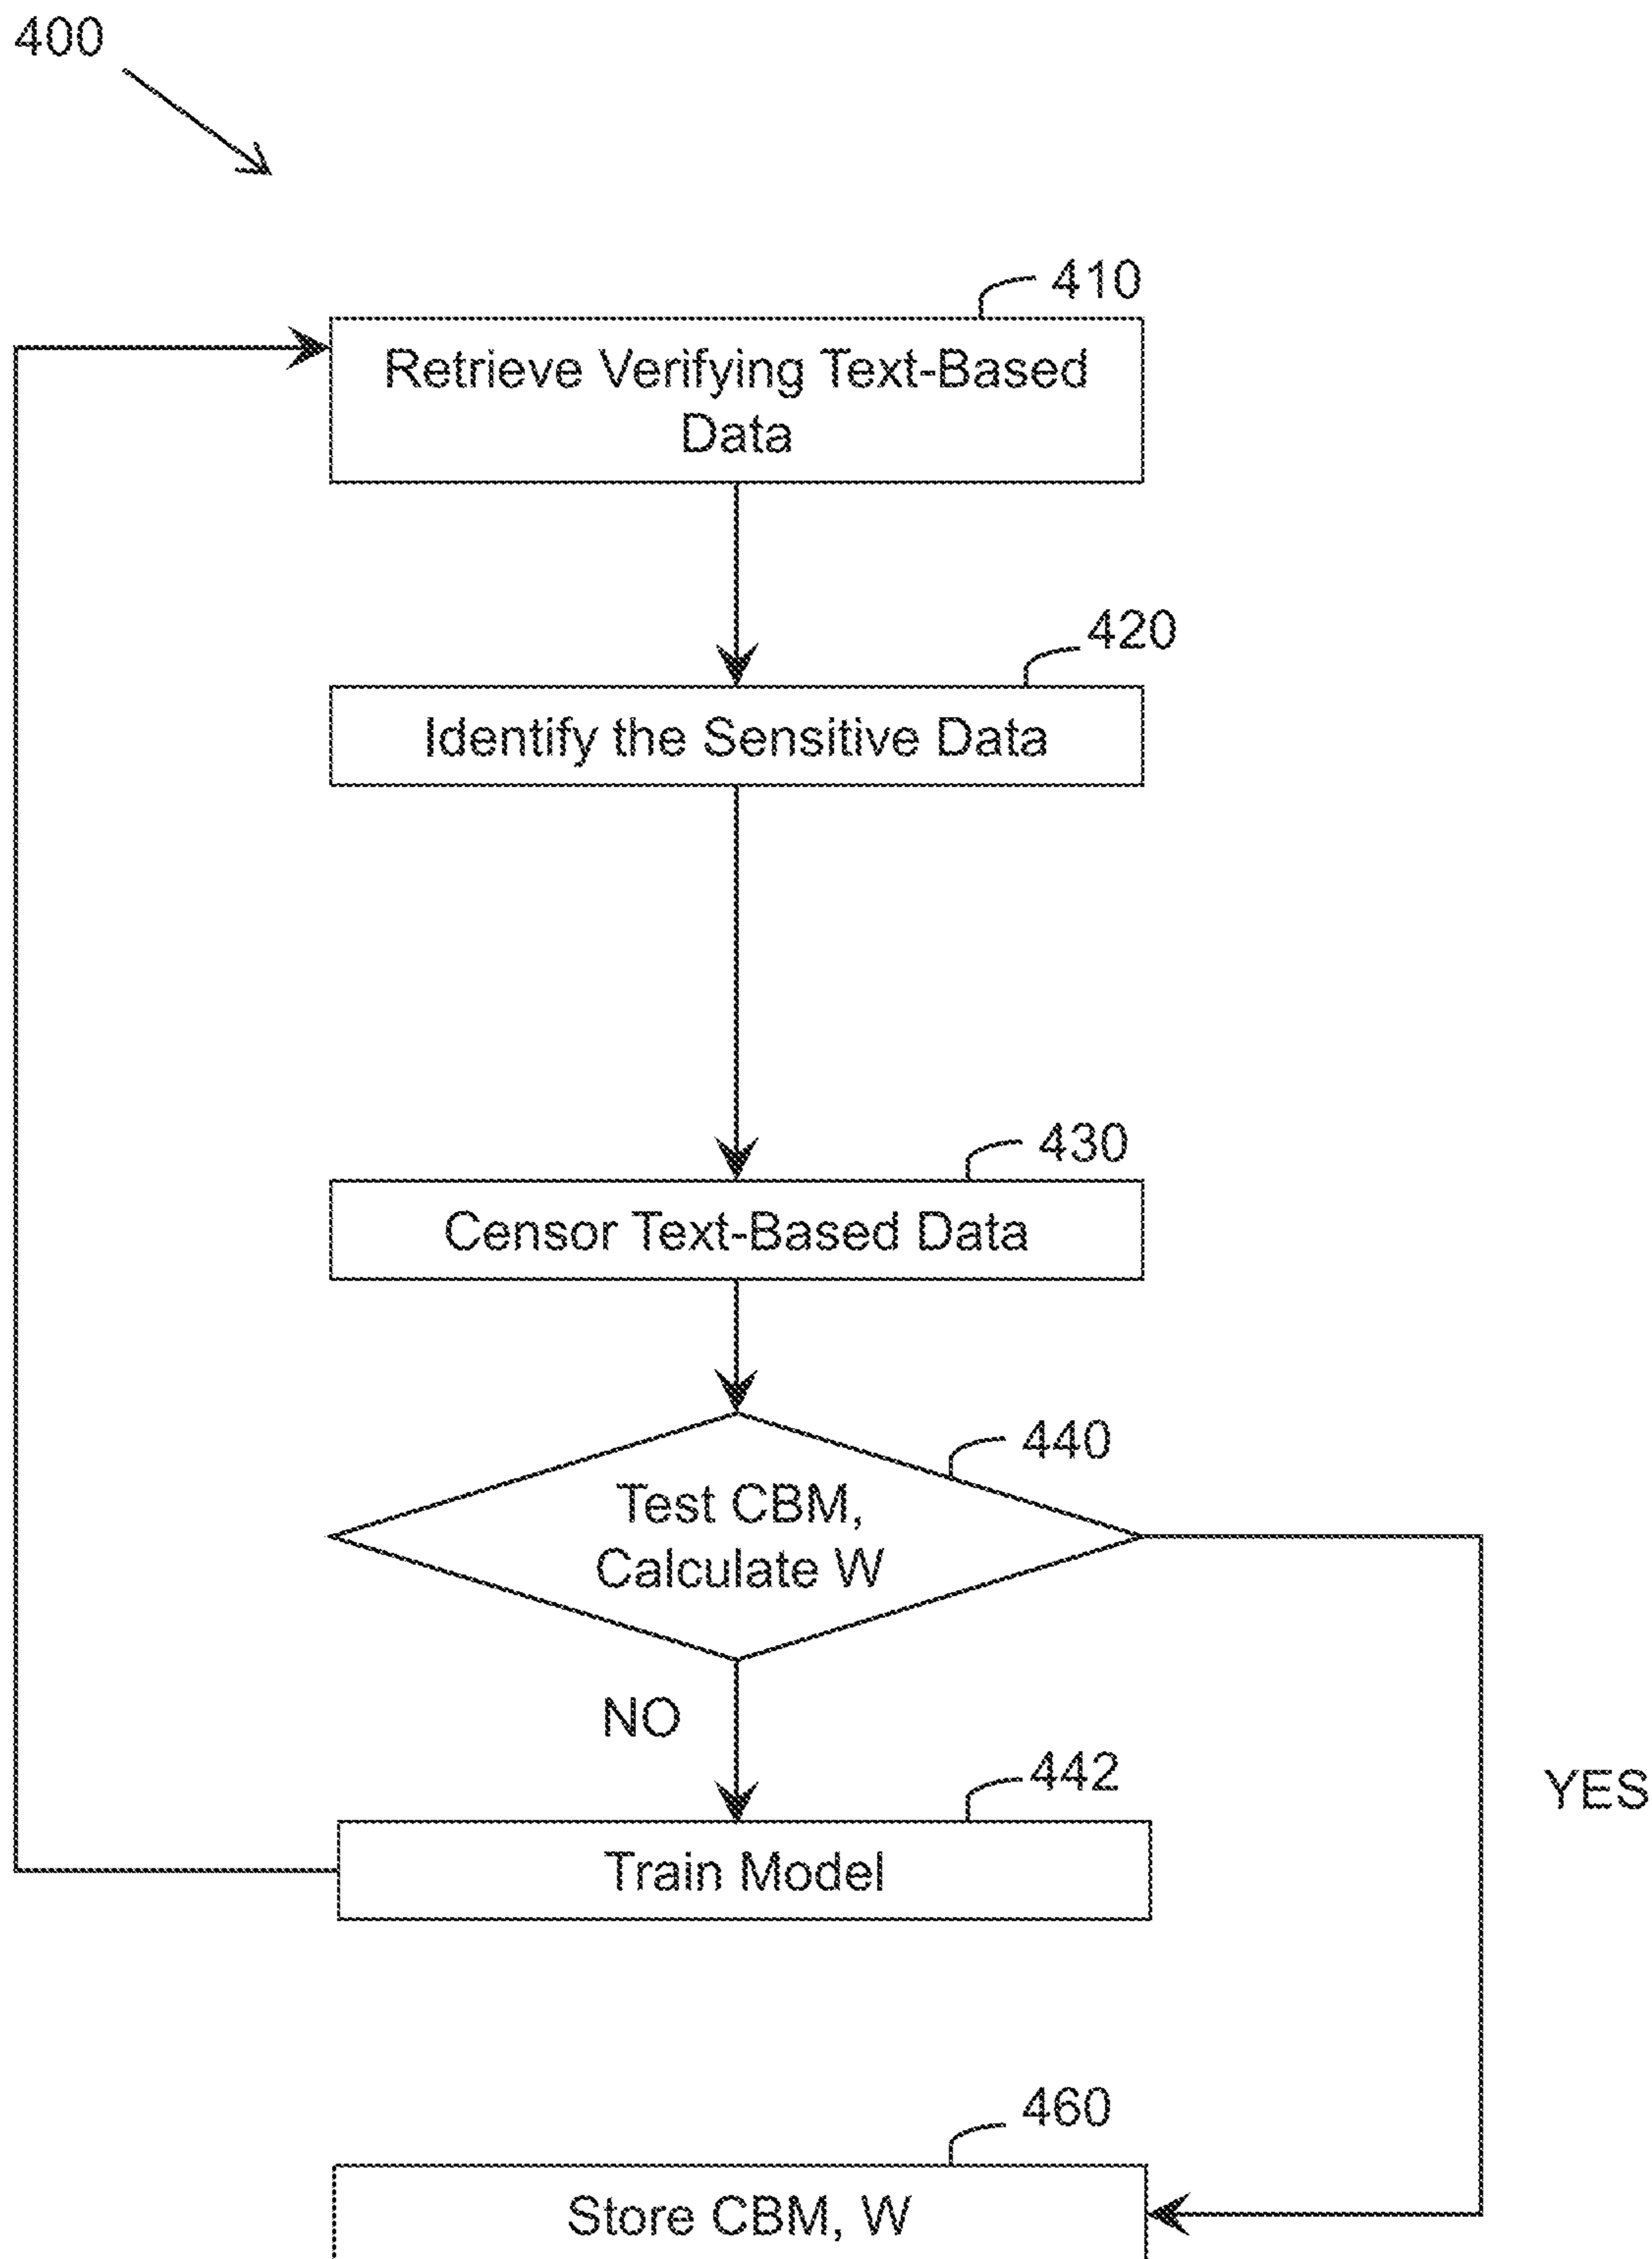 400
410
Retrieve Verifying Text-Based
Data
420
Identify the Sensitive Data
430
Censor Text-Based Data
440
Test CBM,
Calculate W
NO
442
YES
Train Model
460
Store CBM, W